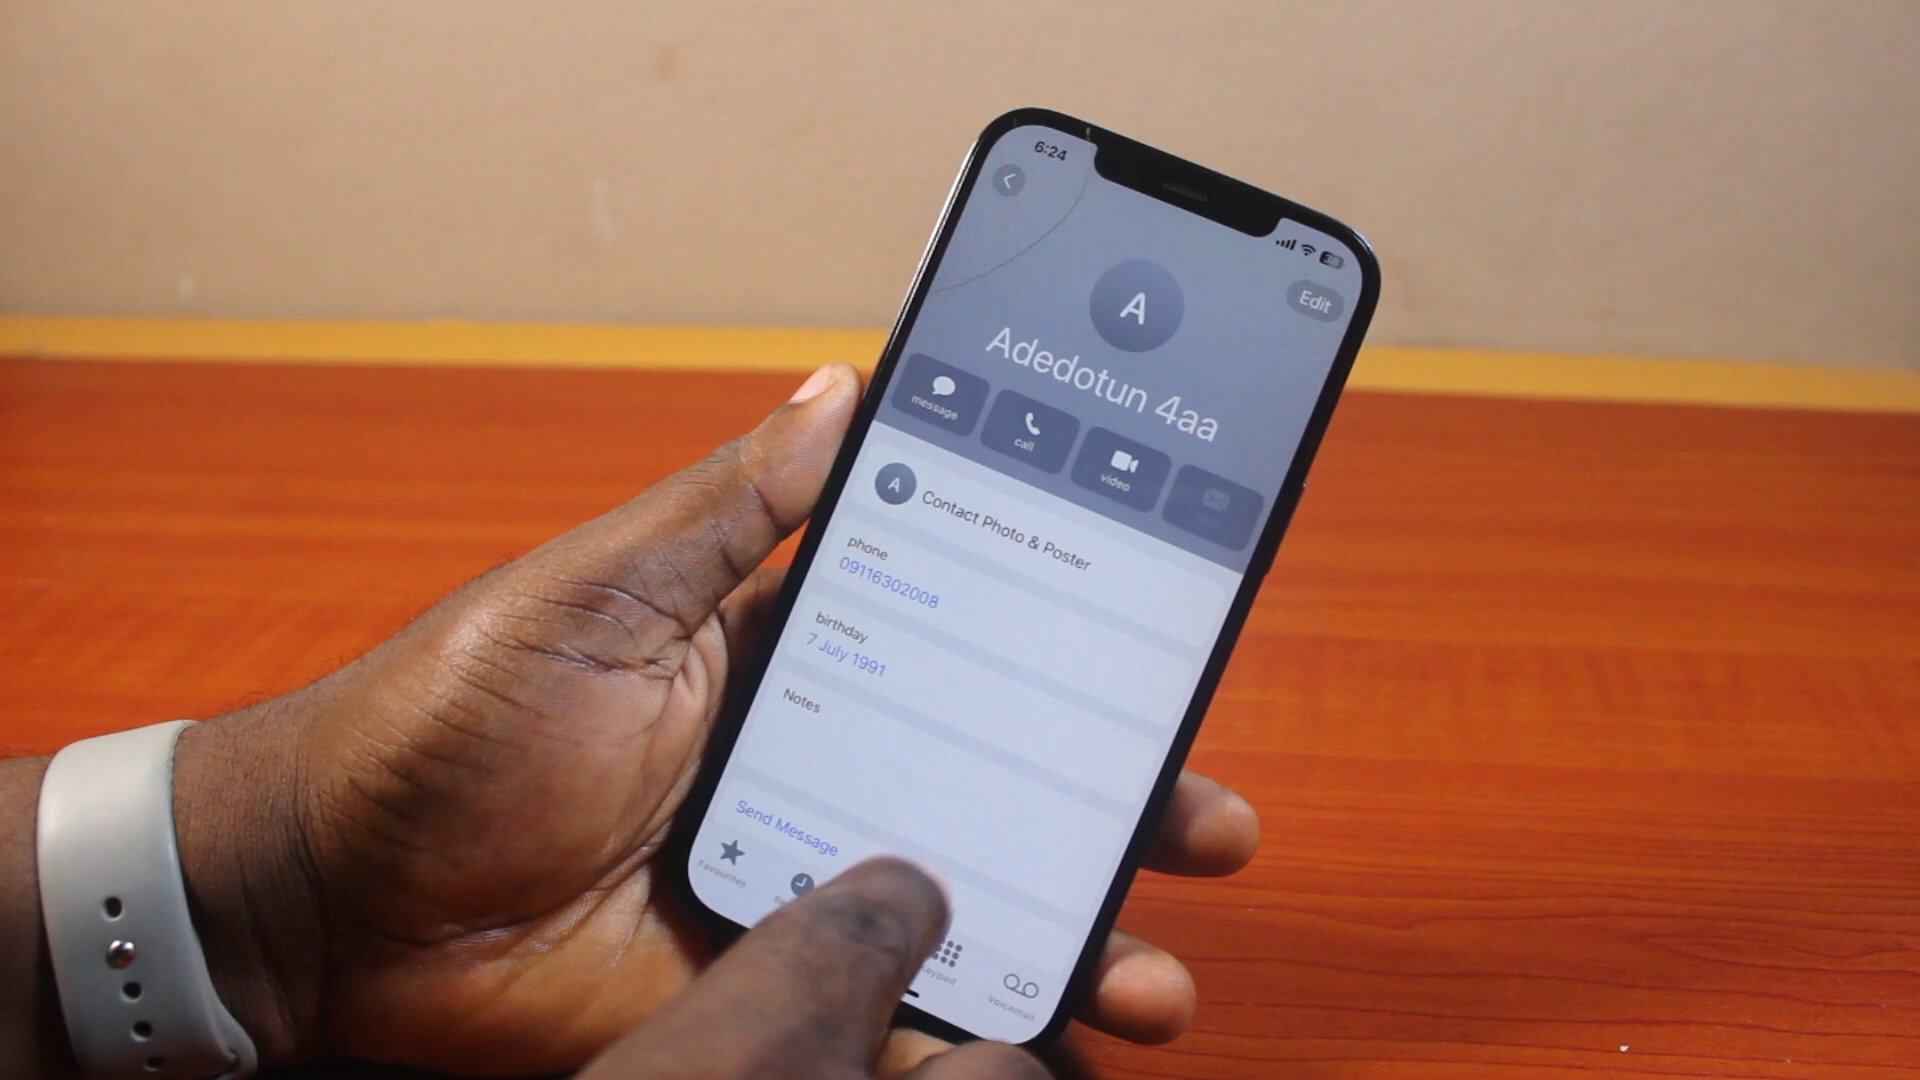 6:24
38
Edit
A
Adedotun 4aa
message
call
video
A
Contact Photo & Poster
phone
09116302008
birthday
7 July 1991
Notes
Send Message
Favourites
Keypad
Voicemail